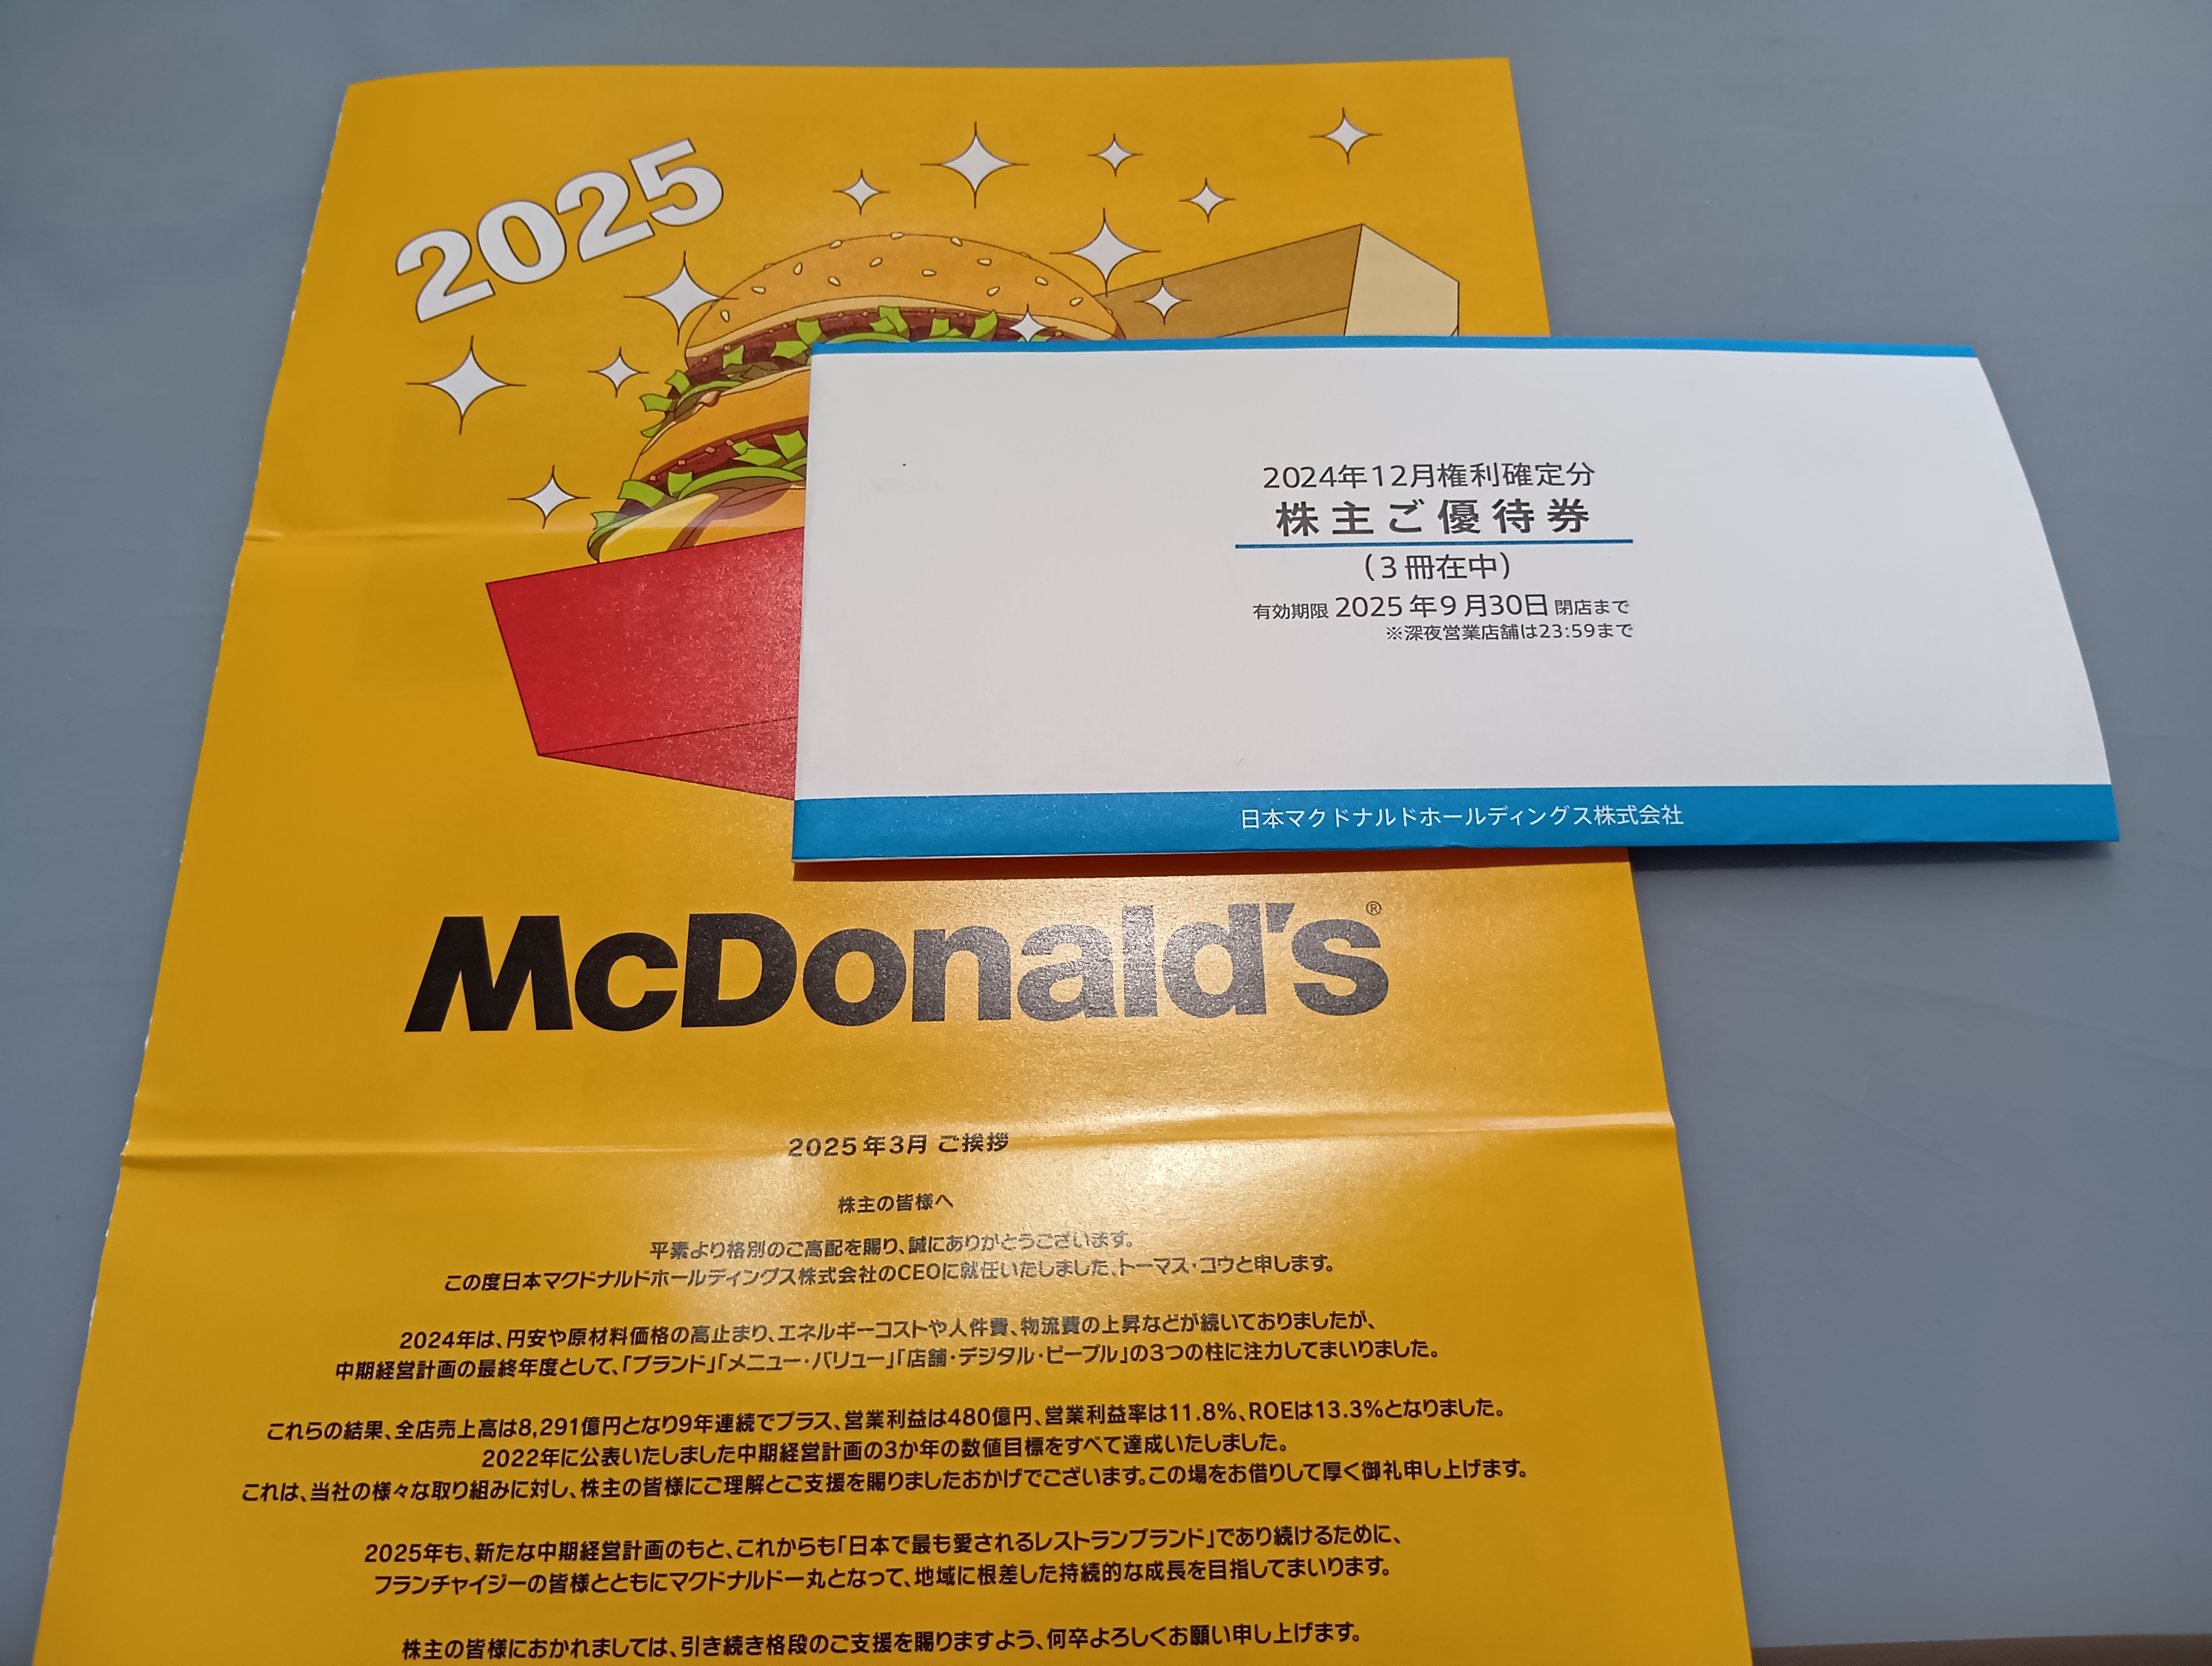 2025
2024年12月権利確定分
株主ご優待券
(3冊在中)
有効期限 2025年9月30日 閉店まで
※深夜営業店舗は23:59まで
日本マクドナルドホールディングス株式会社
McDonald's®
2025年3月 ご挨拶
株主の皆様へ
平素より格別のご高配を賜り、誠にありがとうございます。
この度日本マクドナルドホールディングス株式会社のCEOに就任いたしました、トーマス・コウと申します。
2024年は、円安や原材料価格の高止まり、エネルギーコストや人件費、物流費の上昇などが続いておりましたが、
中期経営計画の最終年度として、「ブランド」「メニュー・バリュー」「店舗・デジタル・ピープル」の3つの柱に注力してまいりました。
これらの結果、全店売上高は8,291億円となり9年連続でプラス、営業利益は480億円、営業利益率は11.8%、ROEは13.3%となりました。
2022年に公表いたしました中期経営計画の3か年の数値目標をすべて達成いたしました。
これは、当社の様々な取り組みに対し、株主の皆様にご理解とご支援を賜りましたおかげでございます。この場をお借りして厚く御礼申し上げます。
2025年も、新たな中期経営計画のもと、これからも「日本で最も愛されるレストランブランド」であり続けるために、
フランチャイジーの皆様とともにマクドナルド一丸となって、地域に根差した持続的な成長を目指してまいります。
株主の皆様におかれましては、引き続き格段のご支援を賜りますよう、何卒よろしくお願い申し上げます。